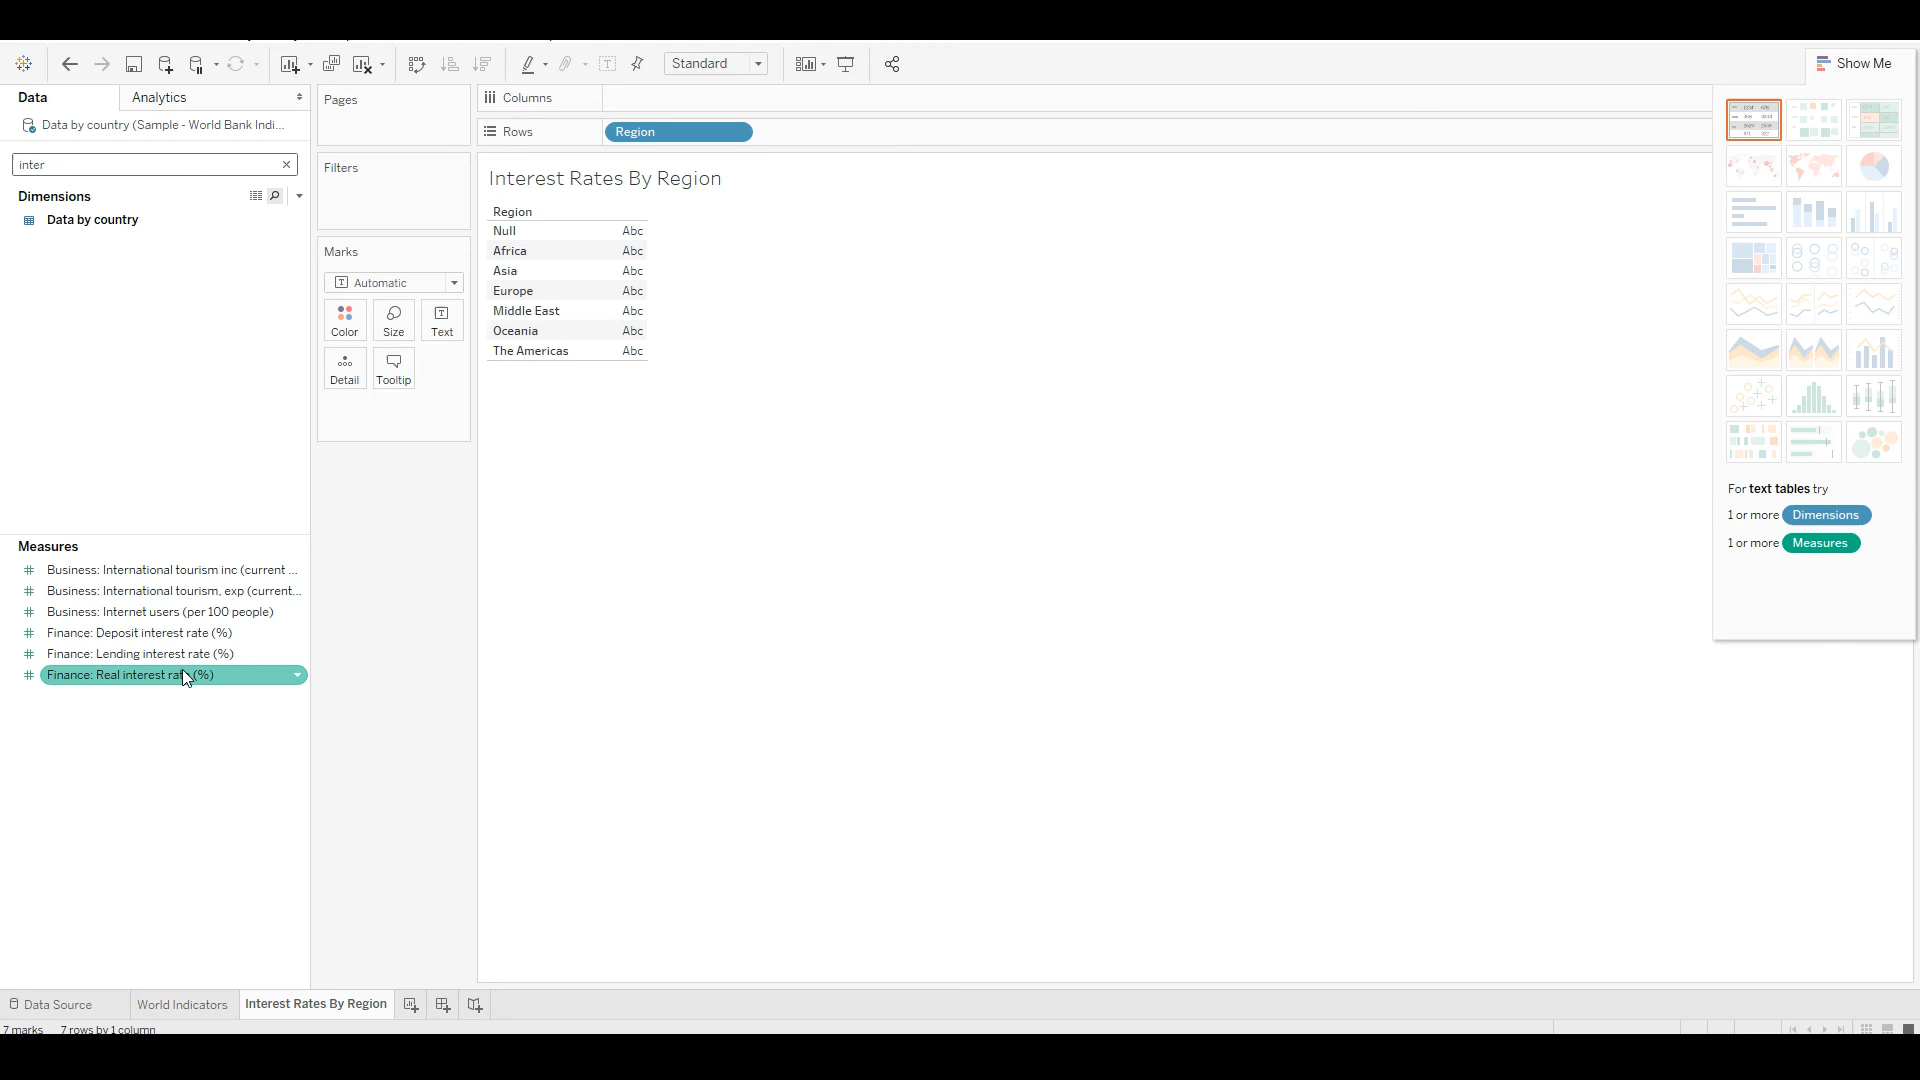 Standard
Show Me
Data
Analytics
Data by country (Sample - World Bank Indi...
inter
Dimensions
Data by country
Measures
Business: International tourism inc (current ...
Business: International tourism, exp (current...
Business: Internet users (per 100 people)
Finance: Deposit interest rate (%)
Finance: Lending interest rate (%)
Finance: Real interest rate (%)
Pages
Filters
Marks
Automatic
Color
Size
Text
Detail
Tooltip
Columns
Rows
Region
Interest Rates By Region
Region
Null Abc
Africa Abc
Asia Abc
Europe Abc
Middle East Abc
Oceania Abc
The Americas Abc
For text tables try
1 or more Dimensions
1 or more Measures
Data Source
World Indicators
Interest Rates By Region
7 marks 7 rows by 1 column